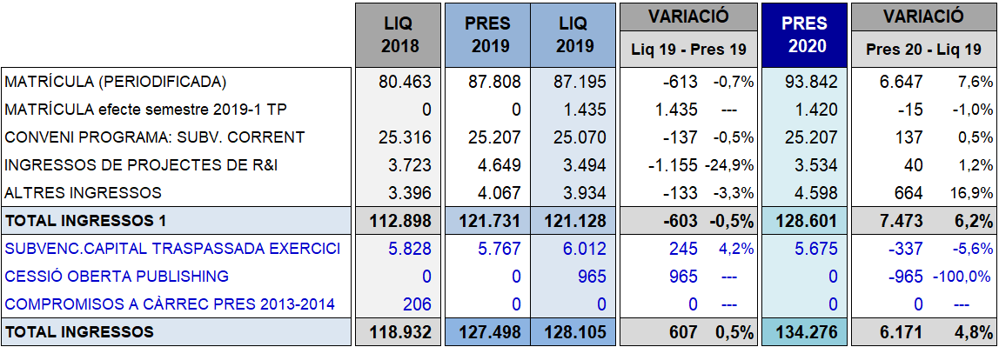 LIQ 2018 PRES 2019 LIQ 2019 VARIACIÓ PRES 2020 VARIACIÓ
Liq 19 - Pres 19 Pres 20 - Liq 19
MATRÍCULA (PERIODIFICADA) 80.463 87.808 87.195 -613 -0,7% 93.842 6.647 7,6%
MATRÍCULA efecte semestre 2019-1 TP 0 0 1.435 1.435 --- 1.420 -15 -1,0%
CONVENI PROGRAMA: SUBV. CORRENT 25.316 25.207 25.070 -137 -0,5% 25.207 137 0,5%
INGRESSOS DE PROJECTES DE R&I 3.723 4.649 3.494 -1.155 -24,9% 3.534 40 1,2%
ALTRES INGRESSOS 3.396 4.067 3.934 -133 -3,3% 4.598 664 16,9%
TOTAL INGRESSOS 1 112.898 121.731 121.128 -603 -0,5% 128.601 7.473 6,2%
SUBVENC.CAPITAL TRASPASSADA EXERCICI 5.828 5.767 6.012 245 4,2% 5.675 -337 -5,6%
CESSIÓ OBERTA PUBLISHING 0 0 965 965 --- 0 -965 -100,0%
COMPROMISOS A CÀRREC PRES 2013-2014 206 0 0 0 --- 0 0 ---
TOTAL INGRESSOS 118.932 127.498 128.105 607 0,5% 134.276 6.171 4,8%